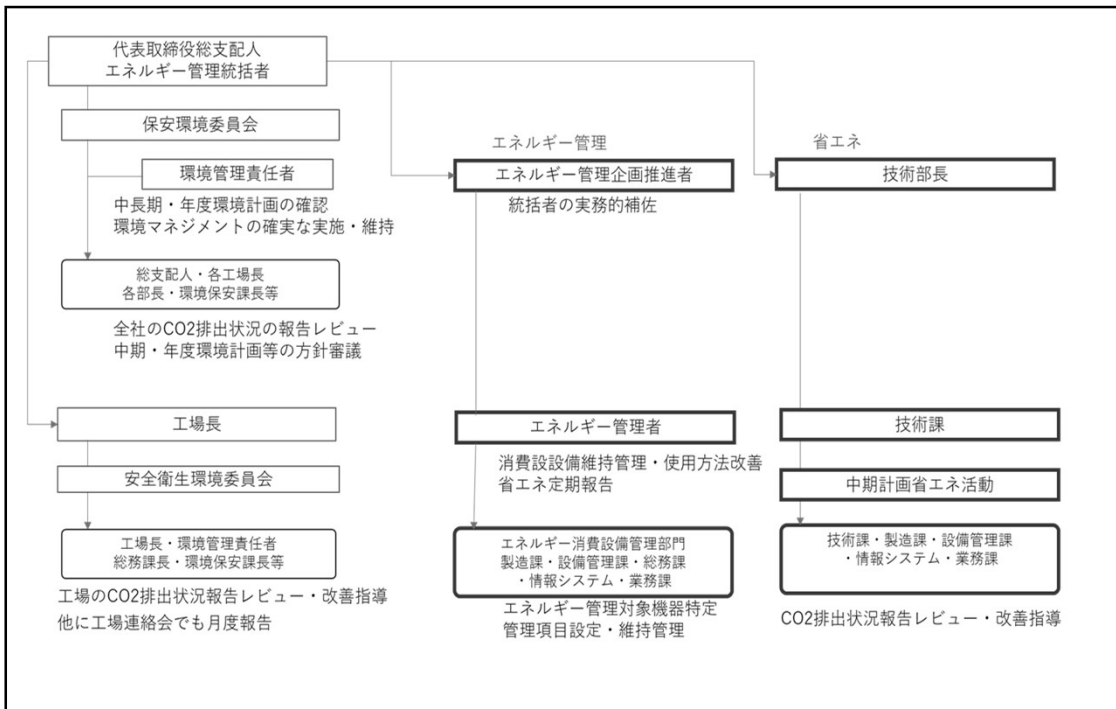 代表取締役総支配人
エネルギー管理統括者
保安環境委員会
環境管理責任者
中長期・年度環境計画の確認
環境マネジメントの確実な実施・維持
総支配人・各工場長
各部長・環境保安課長等
全社のCO2排出状況の報告レビュー
中期・年度環境計画等の方針審議
工場長
安全衛生環境委員会
工場長・環境管理責任者
総務課長・環境保安課長等
工場のCO2排出状況報告レビュー・改善指導
他に工場連絡会でも月度報告
エネルギー管理
エネルギー管理企画推進者
統括者の実務的補佐
エネルギー管理者
消費設設備維持管理・使用方法改善
省エネ定期報告
エネルギー消費設備管理部門
製造課・設備管理課・総務課
・情報システム・業務課
エネルギー管理対象機器特定
管理項目設定・維持管理
省エネ
技術部長
技術課
中期計画省エネ活動
技術課・製造課・設備管理課
・情報システム・業務課
CO2排出状況報告レビュー・改善指導